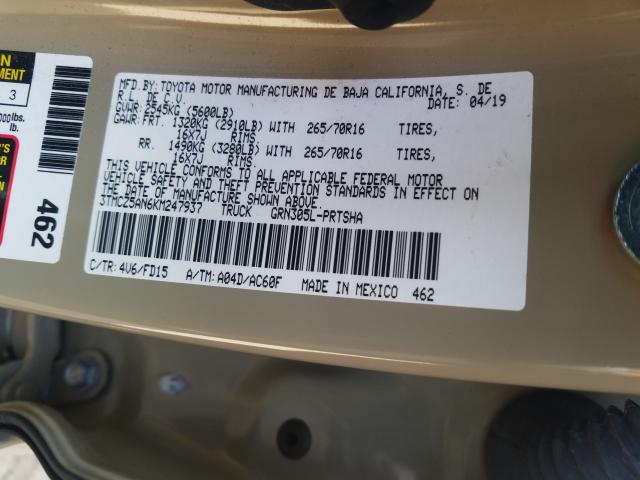 MFD.BY: TOYOTA MOTOR MANUFACTURING DE BAJA CALIFORNIA, S. DE
R.L. DE C.V. DATE: 04/19
GVWR: 2545KG (5600LB)
GAWR: FRT. 1320KG (2910LB) WITH 265/70R16 TIRES,
16X7J RIMS
RR. 1490KG (3280LB) WITH 265/70R16 TIRES,
16X7J RIMS
THIS VEHICLE CONFORMS TO ALL APPLICABLE FEDERAL MOTOR
VEHICLE SAFETY AND THEFT PREVENTION STANDARDS IN EFFECT
ON THE DATE OF MANUFACTURE SHOWN ABOVE.
3TMCZ5AN6KM247937 TRUCK GRN305L-PRTSHA
C/TR: 4V6/FD15 A/TM: A04D/AC60F MADE IN MEXICO 462
3
lbs.
lb.
462